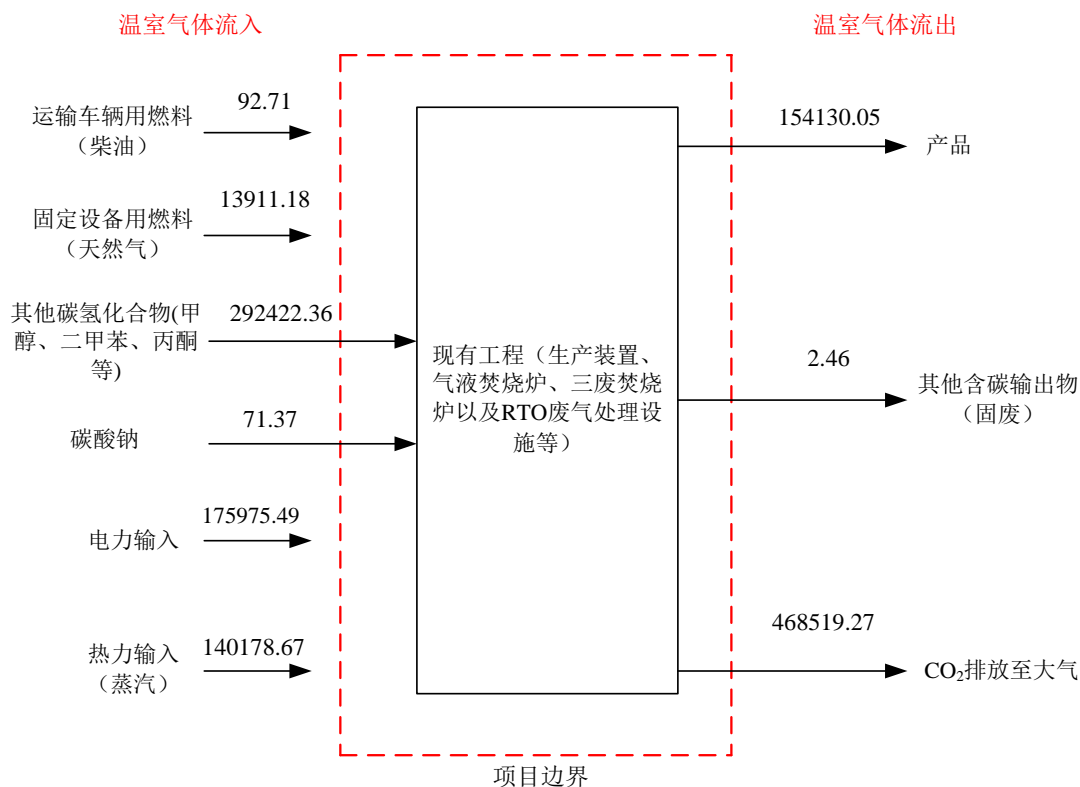 温室气体流入
温室气体流出
运输车辆用燃料
（柴油）
92.71
固定设备用燃料
（天然气）
13911.18
其他碳氢化合物(甲
醇、二甲苯、丙酮
等)
292422.36
碳酸钠
71.37
电力输入
175975.49
热力输入
（蒸汽）
140178.67
现有工程（生产装置、
气液焚烧炉、三废焚烧
炉以及RTO废气处理设
施等）
154130.05
产品
2.46
其他含碳输出物
（固废）
468519.27
CO₂排放至大气
项目边界